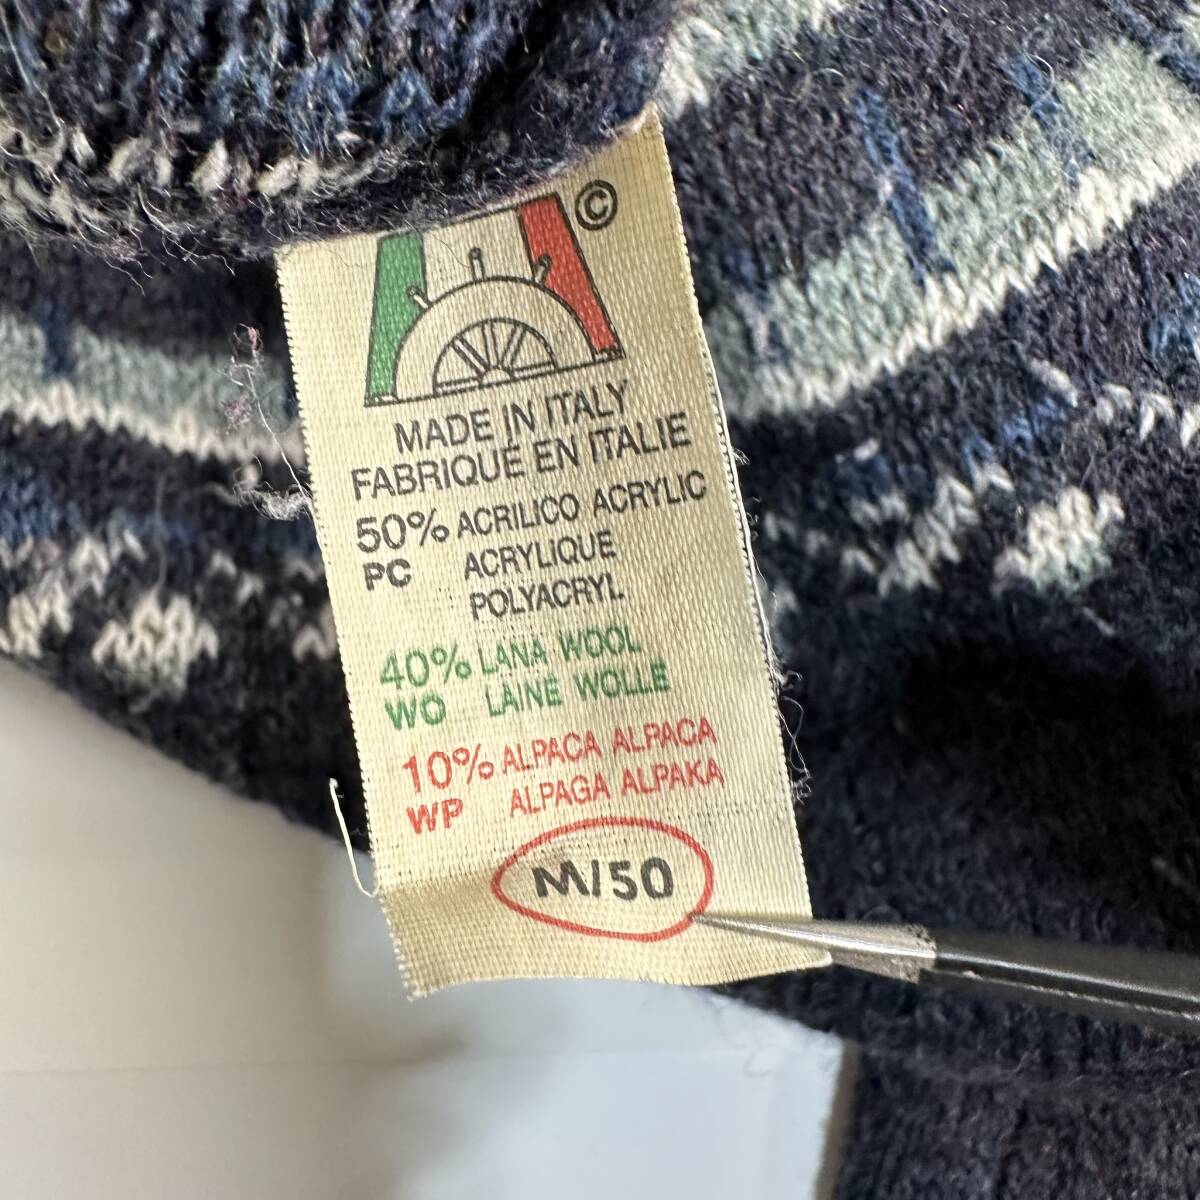 ©
MADE IN ITALY
FABRIQUÉ EN ITALIE
50% ACRILICO ACRYLIC
PC ACRYLIQUE
POLYACRYL
40% LANA WOOL
WO LAINE WOLLE
10% ALPACA ALPACA
WP ALPAGA ALPAKA
M/50